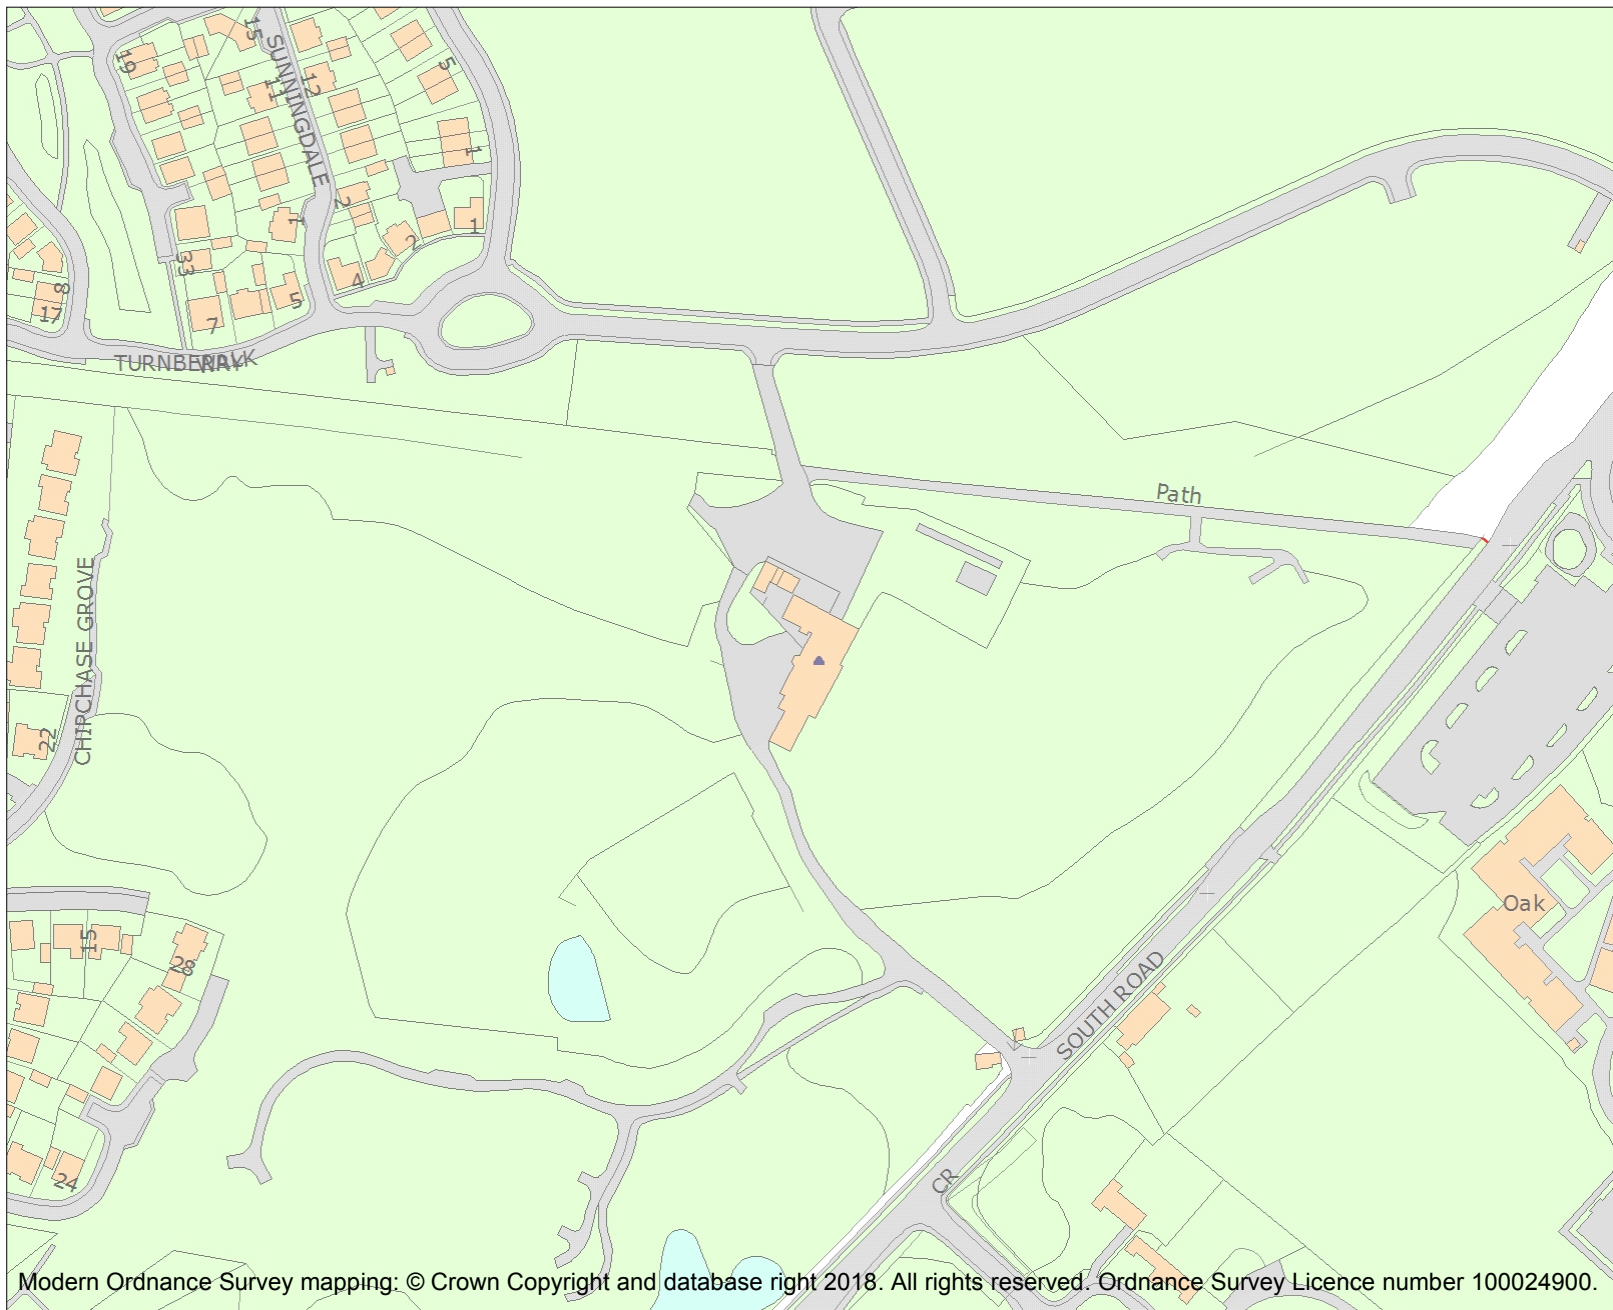 19
15
SUNNINGDALE
11
12
5
1
2
1
2
1
4
33
5
7
8
17
TURNBERRY
WAY
WALK
Path
CHIPCHASE GROVE
22
15
28
24
Oak
SOUTH ROAD
CR
Modern Ordnance Survey mapping: © Crown Copyright and database right 2018. All rights reserved. Ordnance Survey Licence number 100024900.